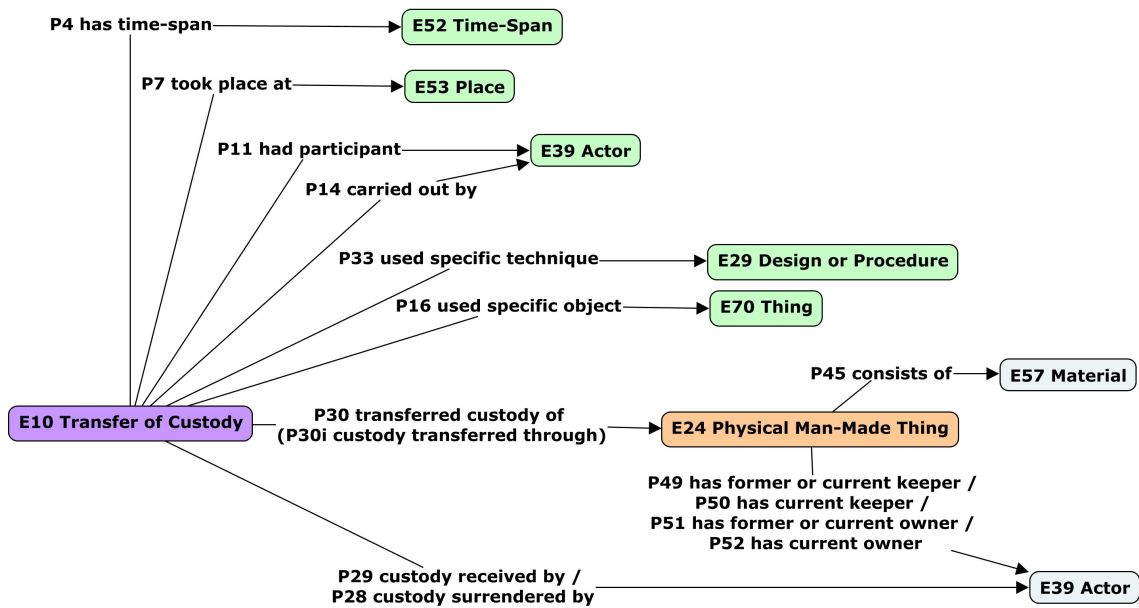 P4 has time-span
E52 Time-Span
P7 took place at
E53 Place
P11 had participant
E39 Actor
P14 carried out by
P33 used specific technique
E29 Design or Procedure
P16 used specific object
E70 Thing
P45 consists of
E57 Material
E10 Transfer of Custody
P30 transferred custody of
(P30i custody transferred through)
E24 Physical Man-Made Thing
P49 has former or current keeper /
P50 has current keeper /
P51 has former or current owner /
P52 has current owner
P29 custody received by /
P28 custody surrendered by
E39 Actor